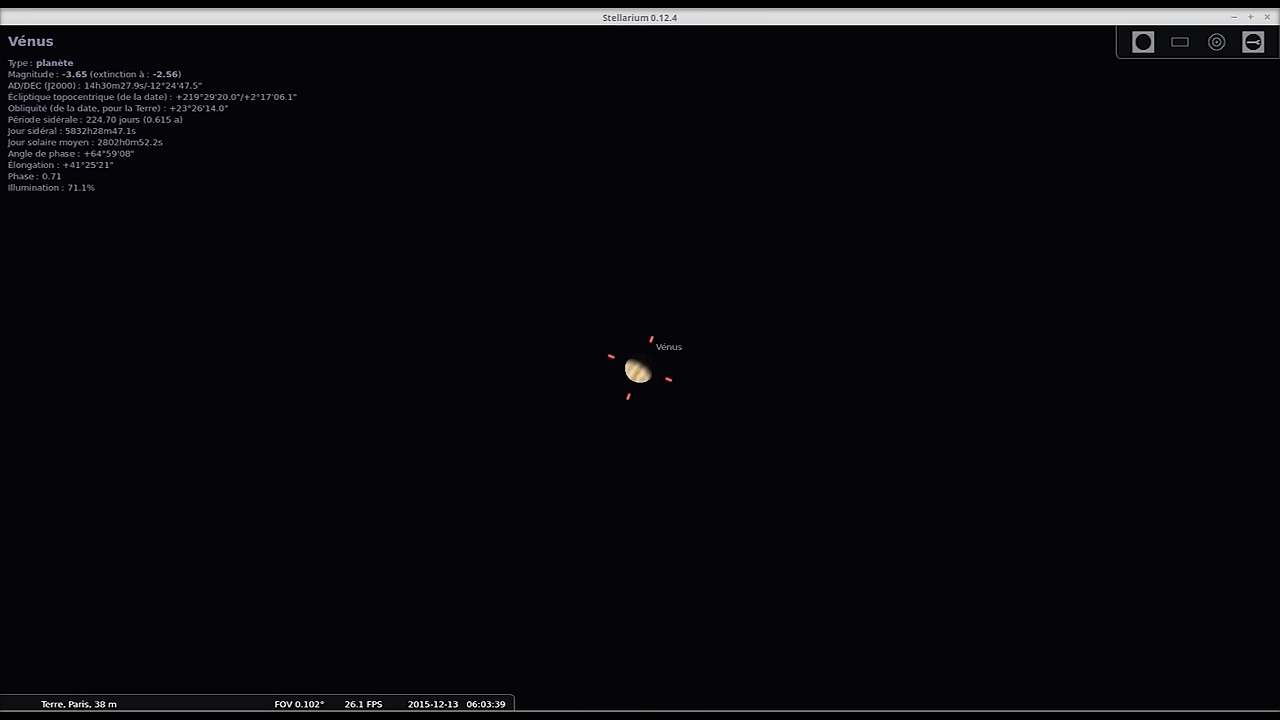 Stellarium 0.12.4
Vénus
Type : planète
Magnitude : -3.65 (extinction à : -2.56)
AD/DEC (J2000) : 14h30m27.9s/-12°24'47.5"
Écliptique topocentrique (de la date) : +219°29'20.0"/+2°17'06.1"
Obliquité (de la date, pour la Terre) : +23°26'14.0"
Période sidérale : 224.70 jours (0.615 a)
Jour sidéral : 5832h28m47.1s
Jour solaire moyen : 2802h0m52.2s
Angle de phase : +64°59'08"
Élongation : +41°25'21"
Phase : 0.71
Illumination : 71.1%
Vénus
Terre, Paris, 38 m FOV 0.102° 26.1 FPS 2015-12-13 06:03:39